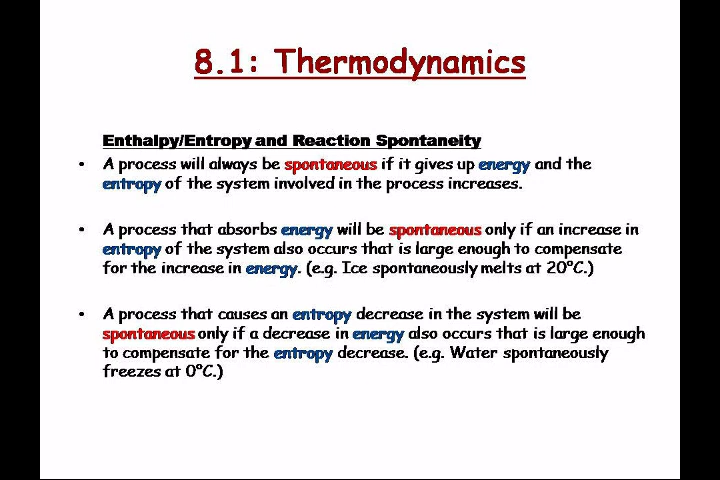 8.1: Thermodynamics
Enthalpy/Entropy and Reaction Spontaneity
• A process will always be spontaneous if it gives up energy and the
entropy of the system involved in the process increases.
• A process that absorbs energy will be spontaneous only if an increase in
entropy of the system also occurs that is large enough to compensate
for the increase in energy. (e.g. Ice spontaneously melts at 20°C.)
• A process that causes an entropy decrease in the system will be
spontaneous only if a decrease in energy also occurs that is large enough
to compensate for the entropy decrease. (e.g. Water spontaneously
freezes at 0°C.)